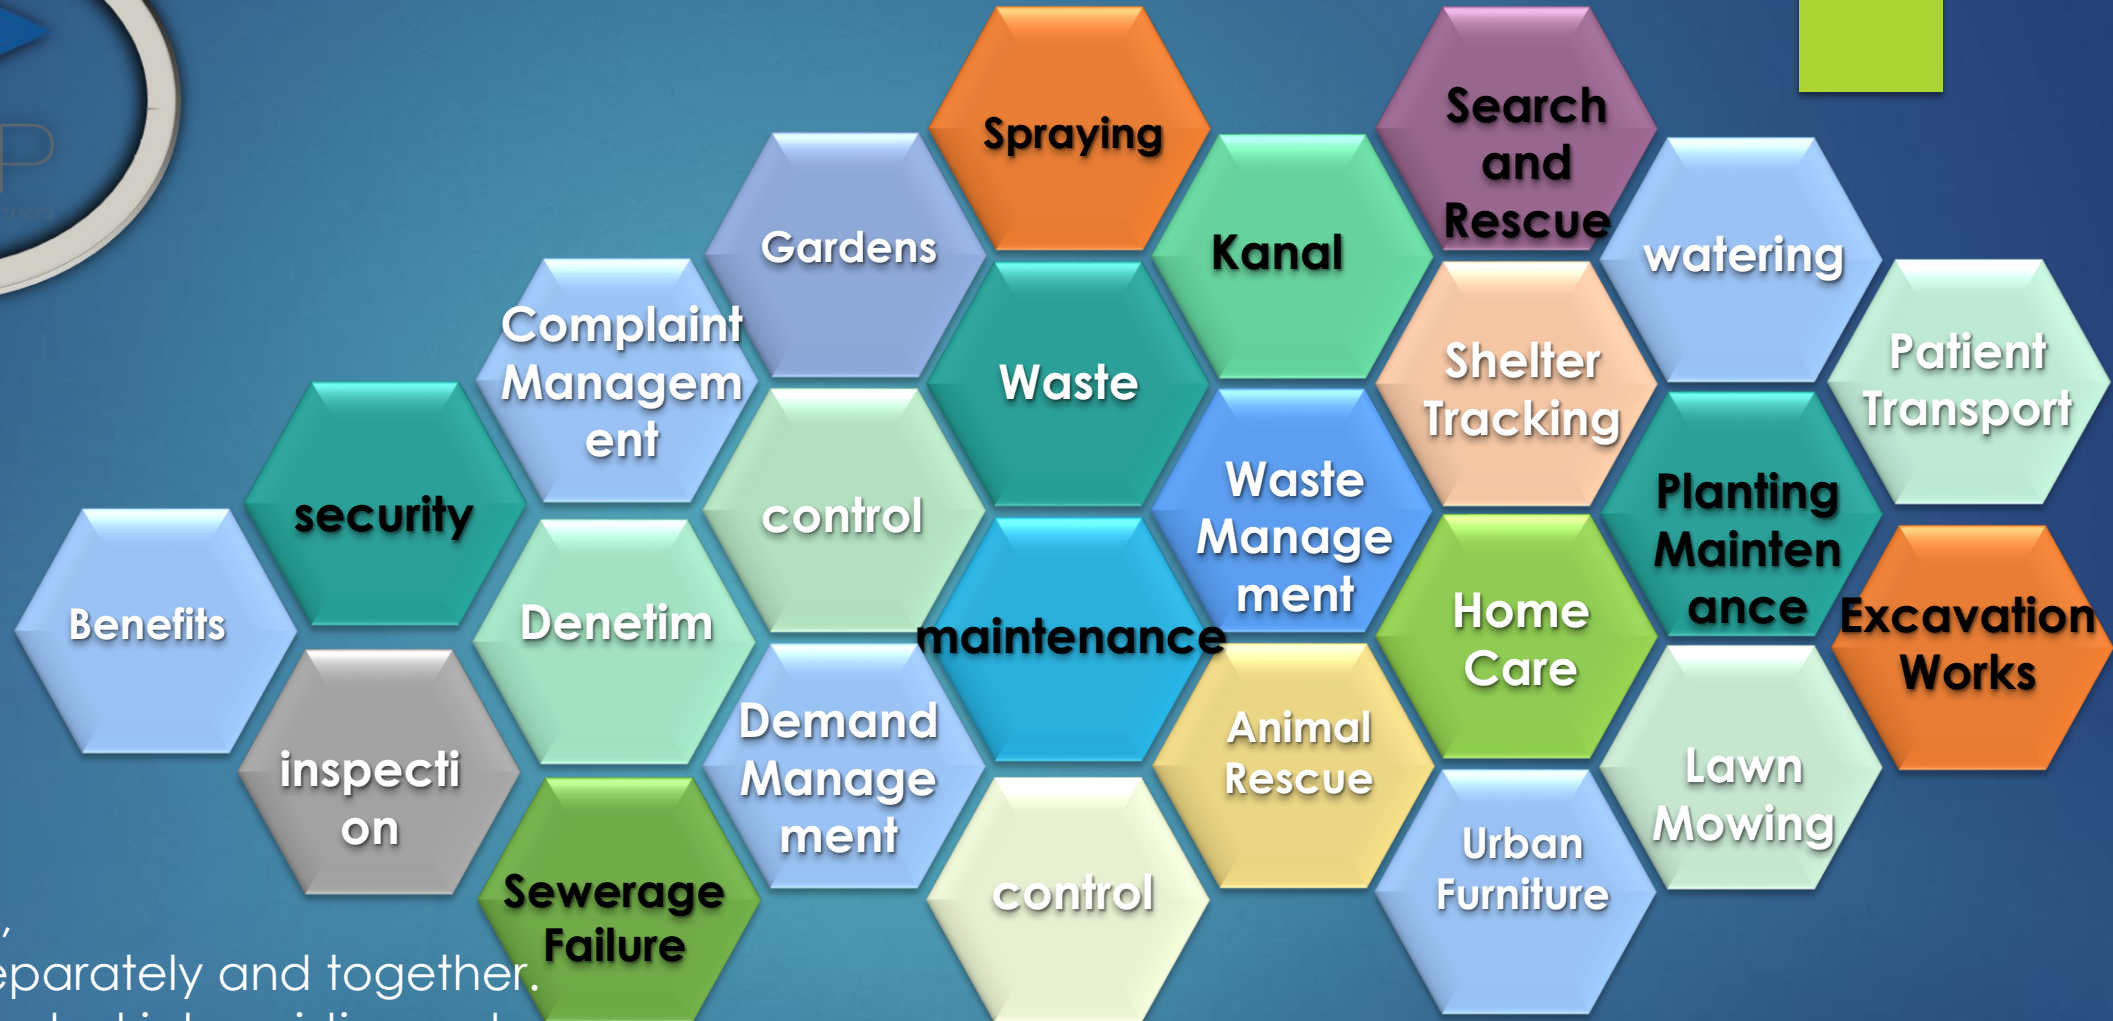 P
rtners
Spraying
Search
and
Rescue
Gardens
Kanal
watering
Complaint
Managem
ent
Waste
Shelter
Tracking
Patient
Transport
security
control
Waste
Manage
ment
Planting
Mainten
ance
Benefits
Denetim
maintenance
Home
Care
Excavation
Works
inspecti
on
Demand
Manage
ment
Animal
Rescue
Lawn
Mowing
Sewerage
Failure
control
Urban
Furniture
,
eparately and together.